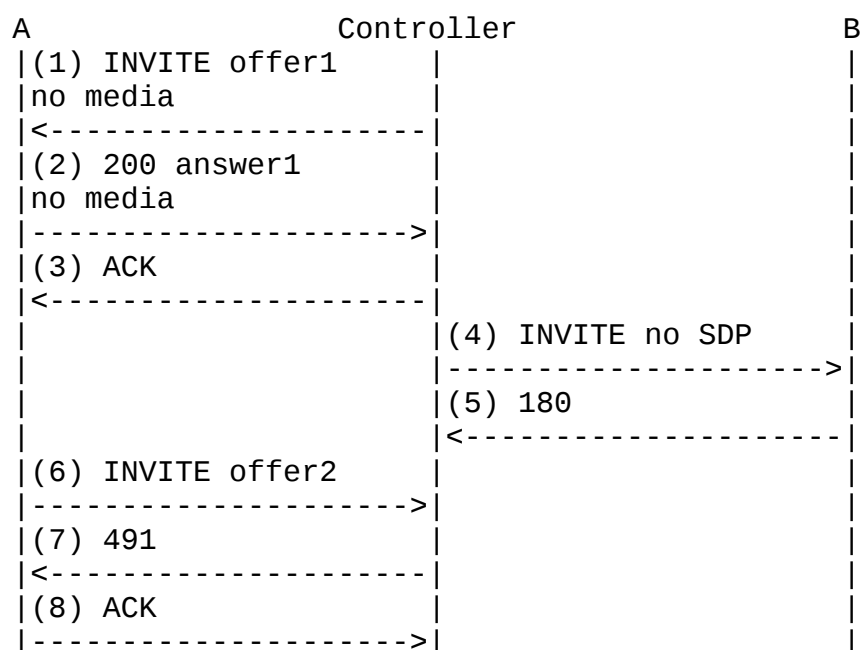 A Controller B
(1) INVITE offer1
no media
(2) 200 answer1
no media
(3) ACK
(4) INVITE no SDP
(5) 180
(6) INVITE offer2
(7) 491
(8) ACK